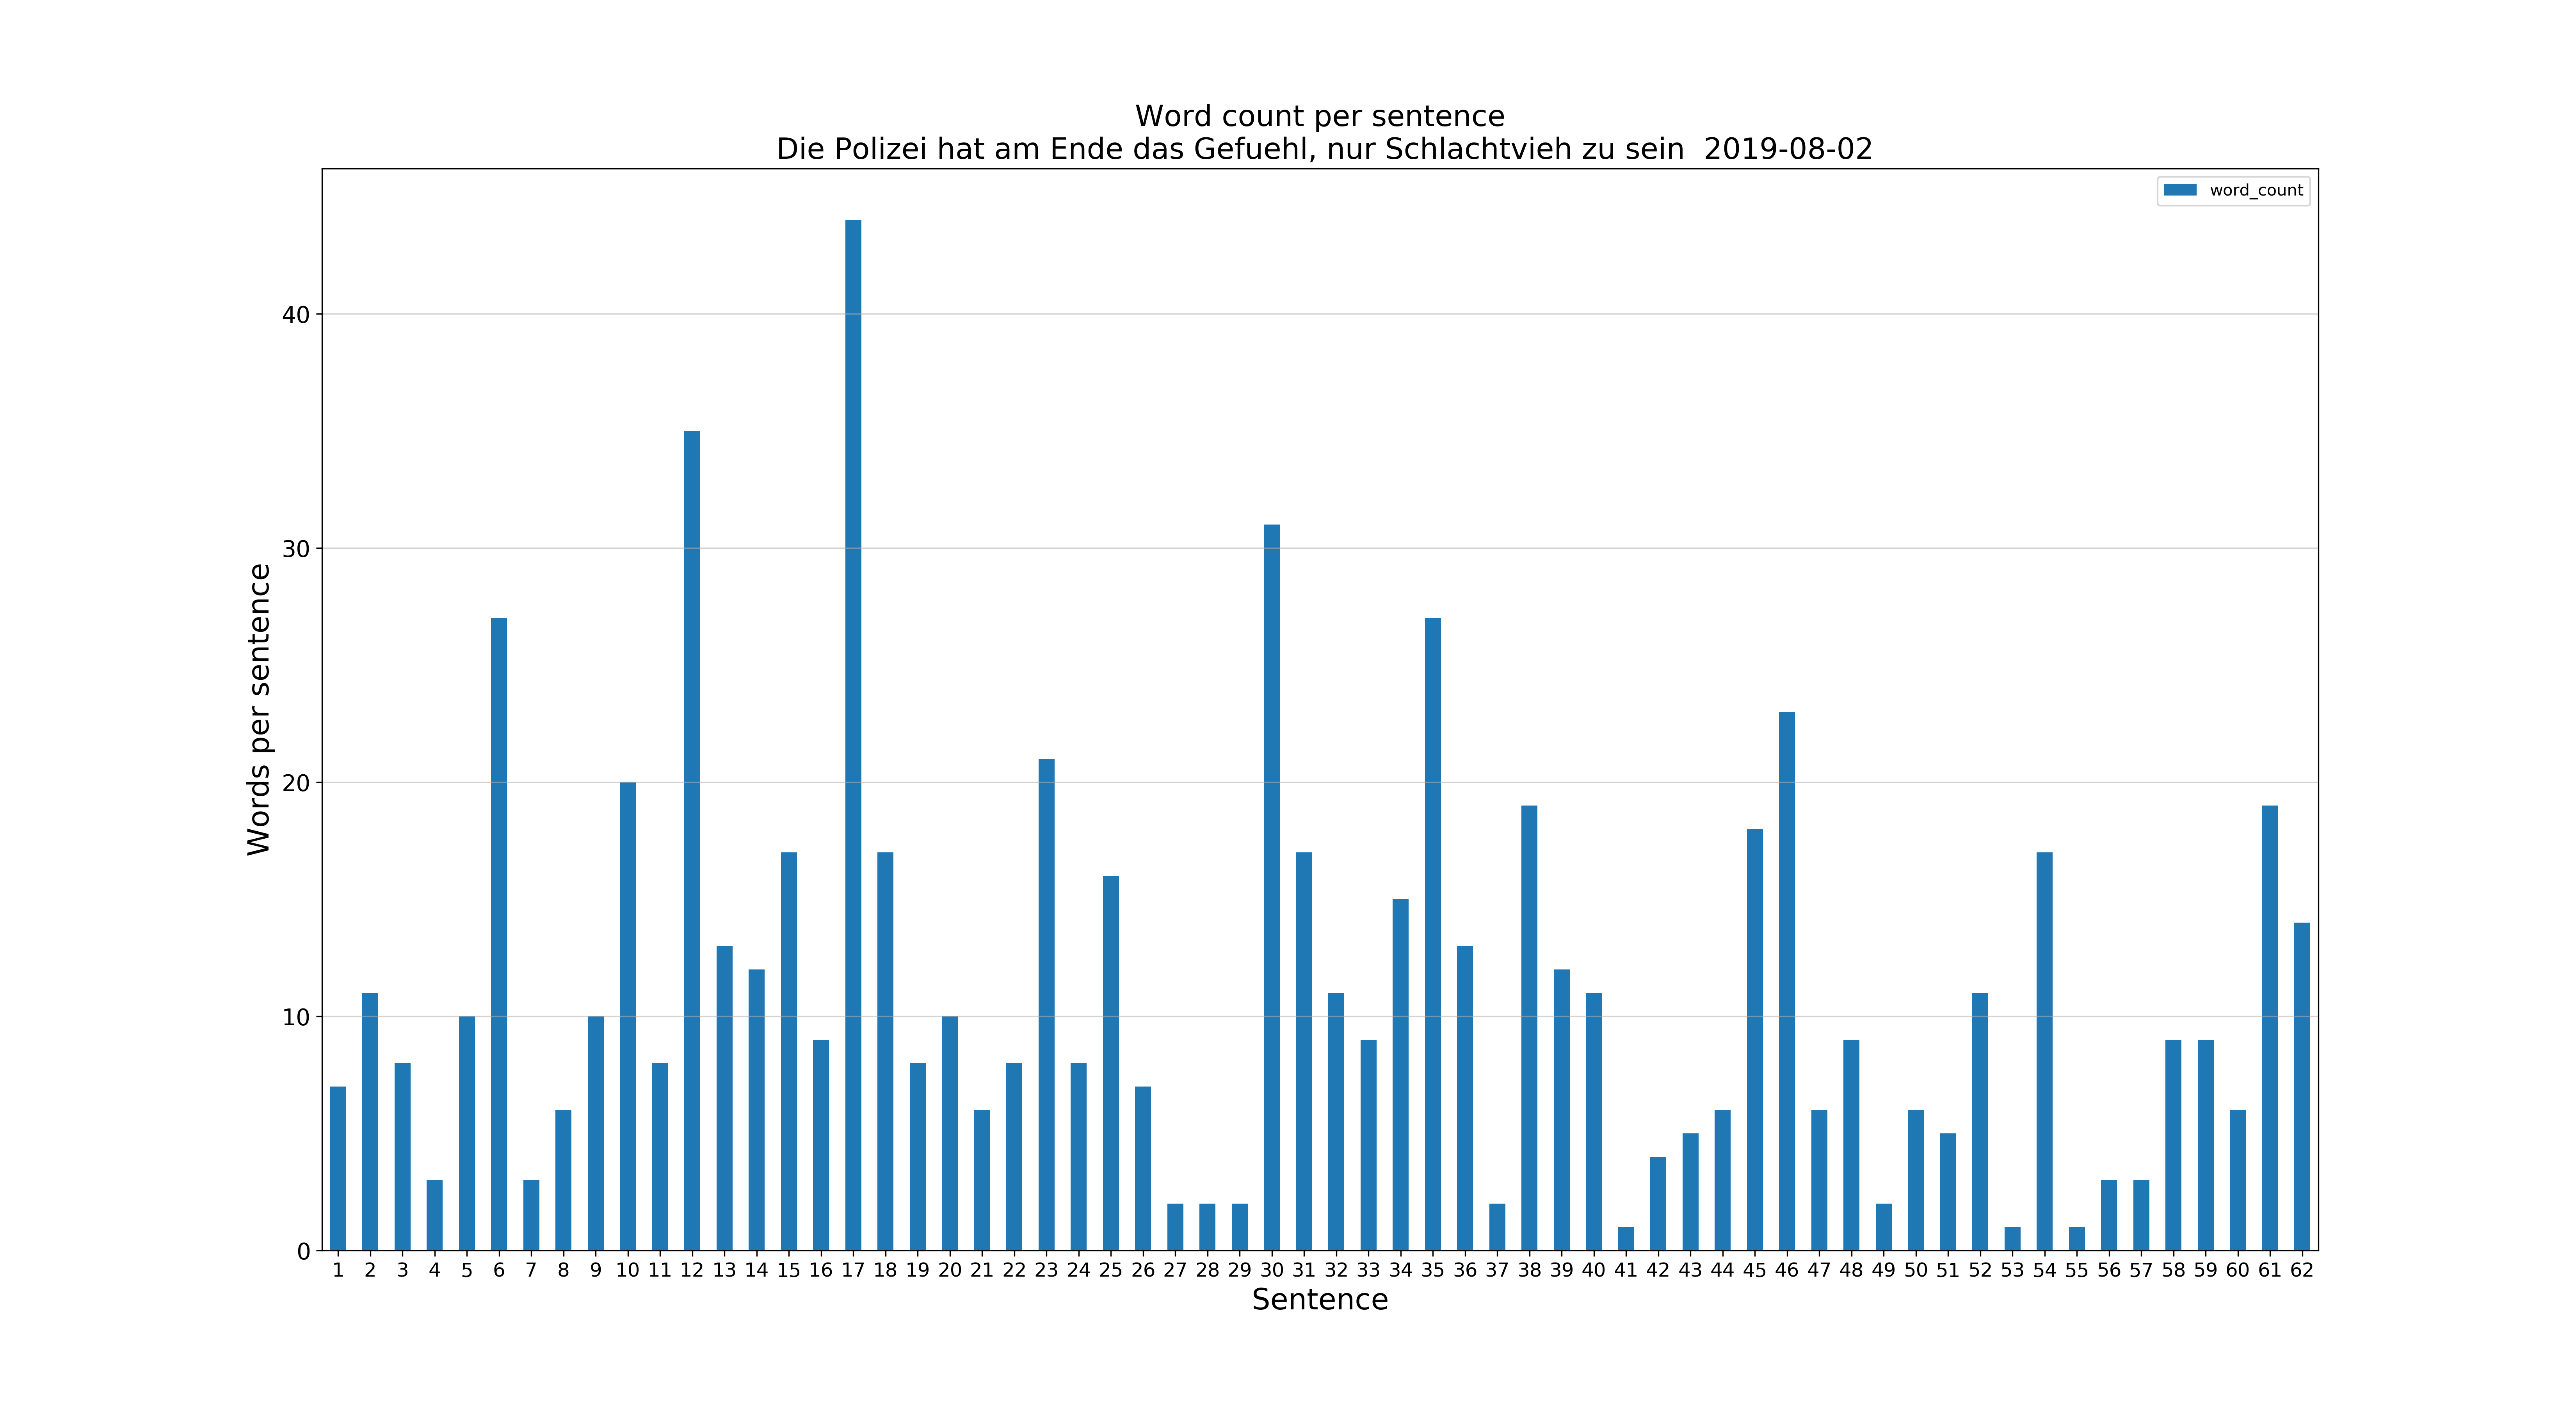 Word count per sentence
Die Polizei hat am Ende das Gefuehl, nur Schlachtvieh zu sein  2019-08-02
word_count
40
30
20
10
0
Words per sentence
1 2 3 4 5 6 7 8 9 10 11 12 13 14 15 16 17 18 19 20 21 22 23 24 25 26 27 28 29 30 31 32 33 34 35 36 37 38 39 40 41 42 43 44 45 46 47 48 49 50 51 52 53 54 55 56 57 58 59 60 61 62
Sentence